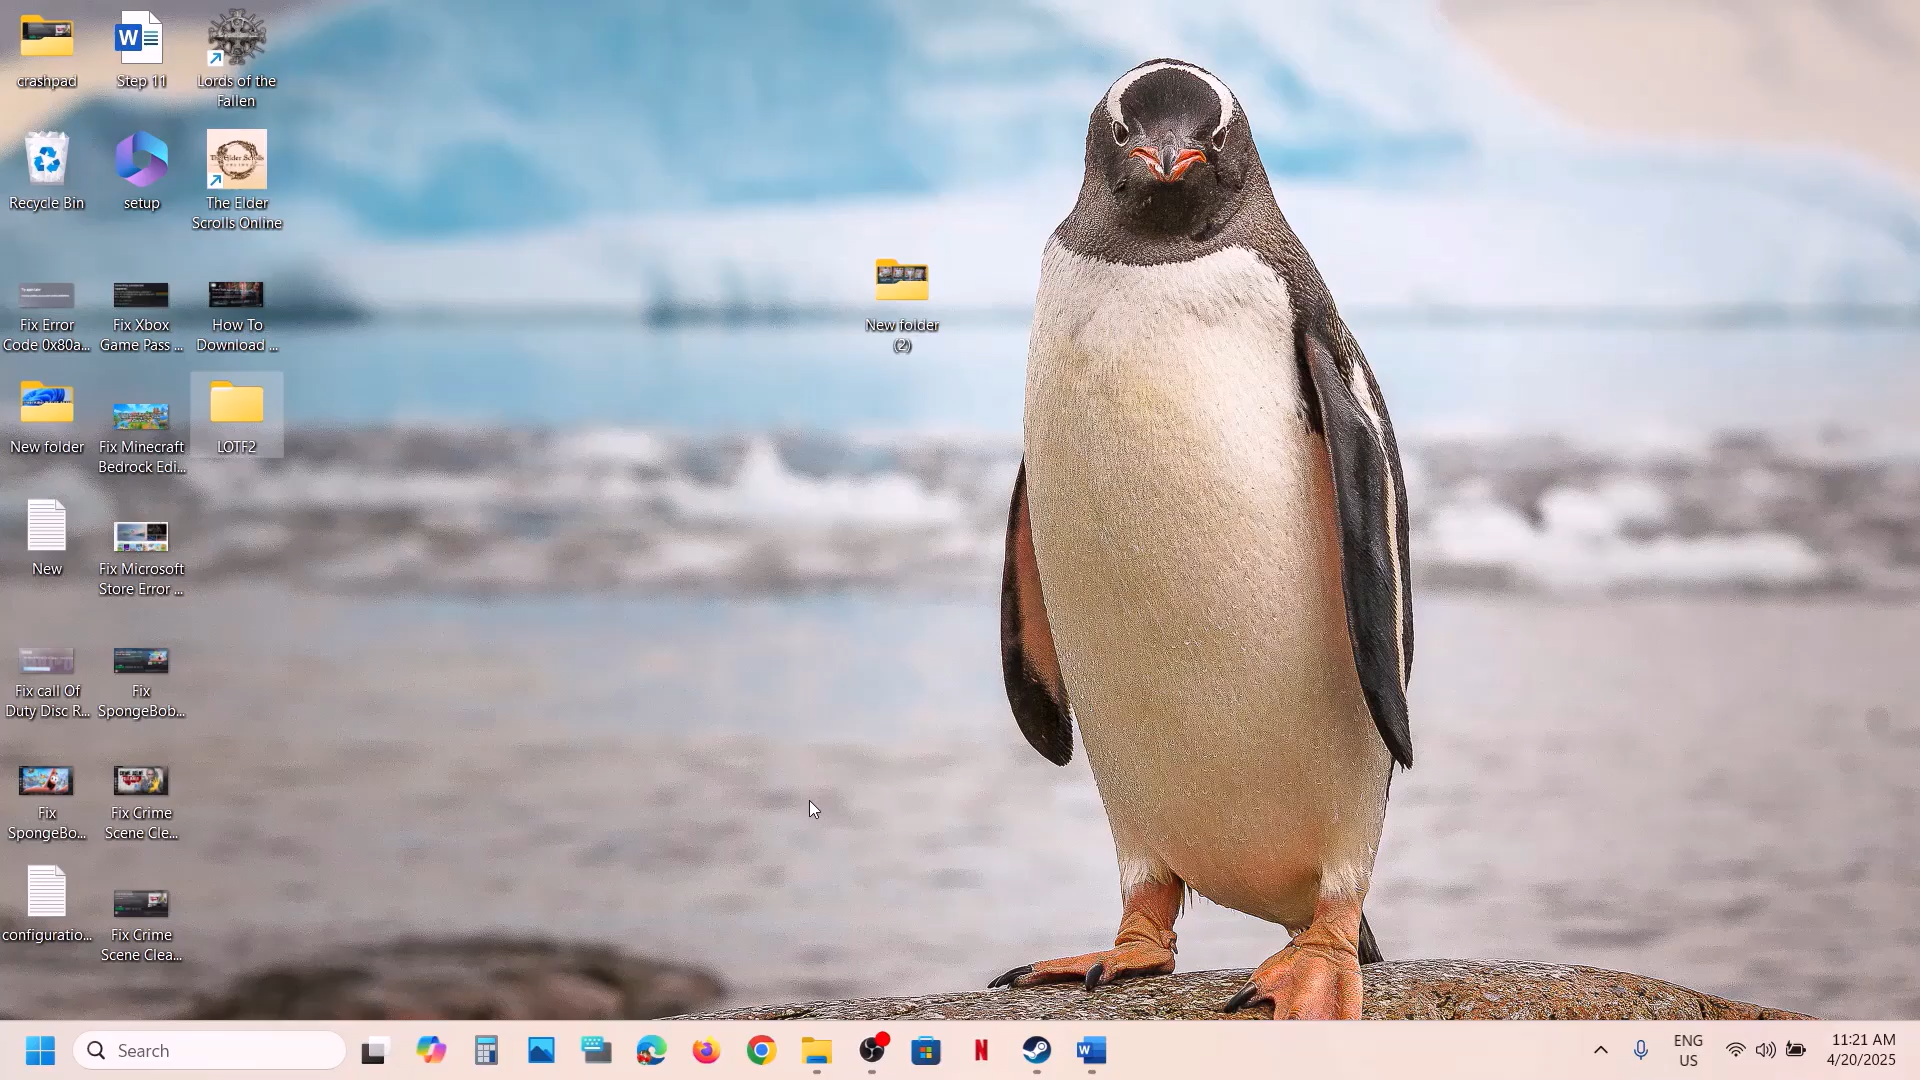 crashpad
Step 11
Lords of the
Fallen
Recycle Bin
setup
The Elder
Scrolls Online
Fix Error
Code 0x80a...
Fix Xbox
Game Pass ...
How To
Download ...
New folder
(2)
New folder
Fix Minecraft
Bedrock Edi...
LOTF2
New
Fix Microsoft
Store Error ...
Fix call Of
Duty Disc R...
Fix
SpongeBob...
Fix
SpongeBo...
Fix Crime
Scene Cle...
configuratio...
Fix Crime
Scene Clea...
Search
ENG
US
11:21 AM
4/20/2025